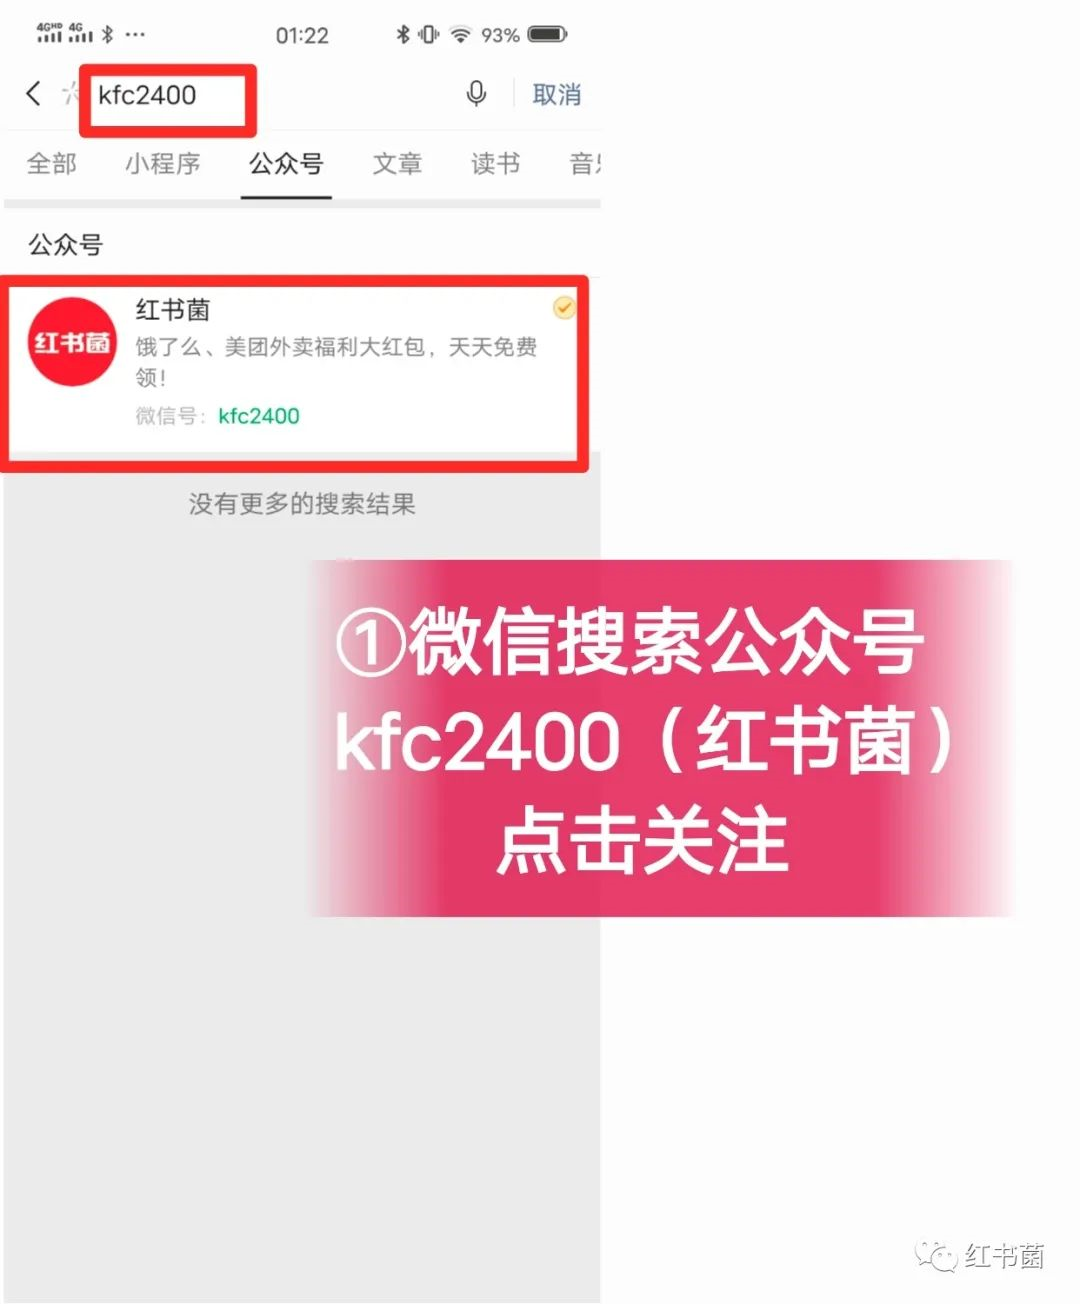 4GHD 4G
01:22
93%
kfc2400
取消
全部
小程序
公众号
文章
读书
公众号
红书菌
红书菌
饿了么、美团外卖福利大红包，天天免费
领！
微信号：kfc2400
没有更多的搜索结果
①微信搜索公众号
kfc2400（红书菌）
点击关注
红书菌